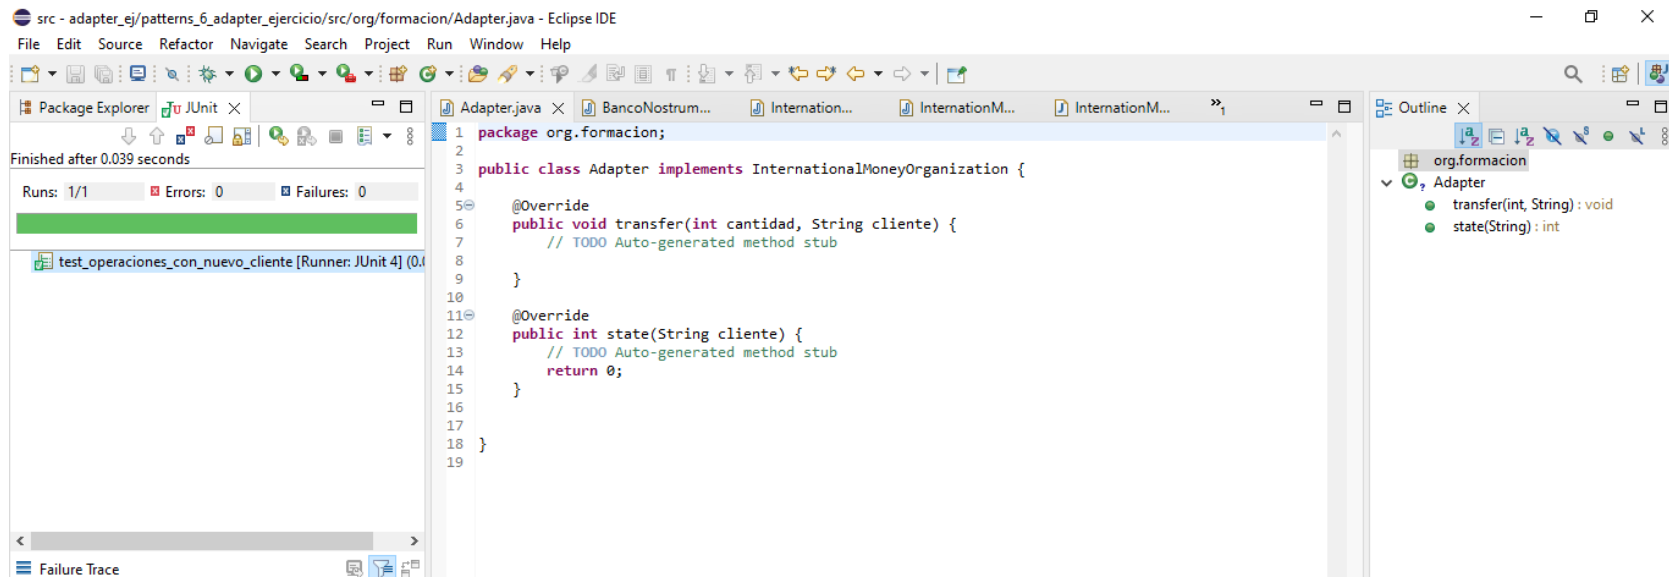 src - adapter_ej/patterns_6_adapter_ejercicio/src/org/formacion/Adapter.java - Eclipse IDE
File Edit Source Refactor Navigate Search Project Run Window Help
Package Explorer JUnit
Finished after 0.039 seconds
Runs: 1/1 Errors: 0 Failures: 0
test_operaciones_con_nuevo_cliente [Runner: JUnit 4] (0.0
Failure Trace
Adapter.java BancoNostrum... Internation... InternationM... InternationM... »1
1 package org.formacion;
2
3 public class Adapter implements InternationalMoneyOrganization {
4
5 @Override
6 public void transfer(int cantidad, String cliente) {
7 // TODO Auto-generated method stub
8
9 }
10
11 @Override
12 public int state(String cliente) {
13 // TODO Auto-generated method stub
14 return 0;
15 }
16
17
18 }
19
Outline
org.formacion
Adapter
transfer(int, String) : void
state(String) : int